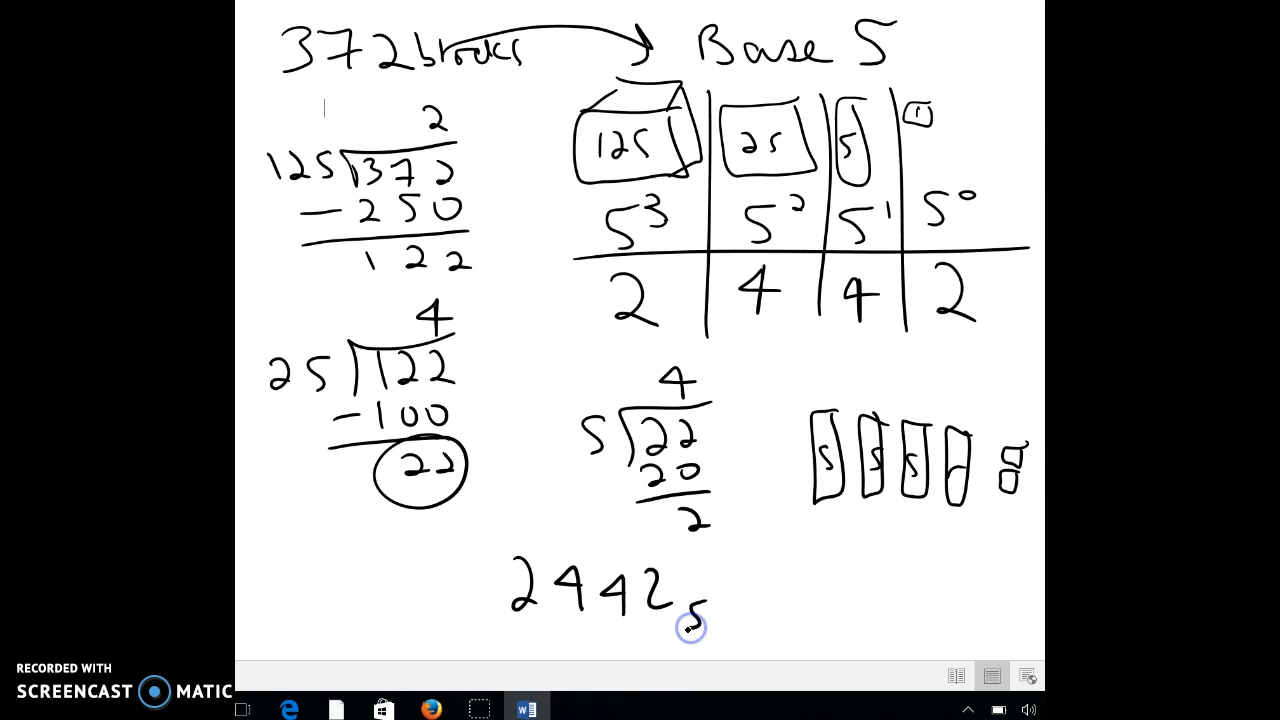 372 blocks Base 5
2
125 372
- 250
122
4
25 122
- 100
22
125 25 5 1
5³ 5² 5¹ 5⁰
2 4 4 2
4
5 22
20
2
5 5 5
2442₅
RECORDED WITH
SCREENCAST MATIC